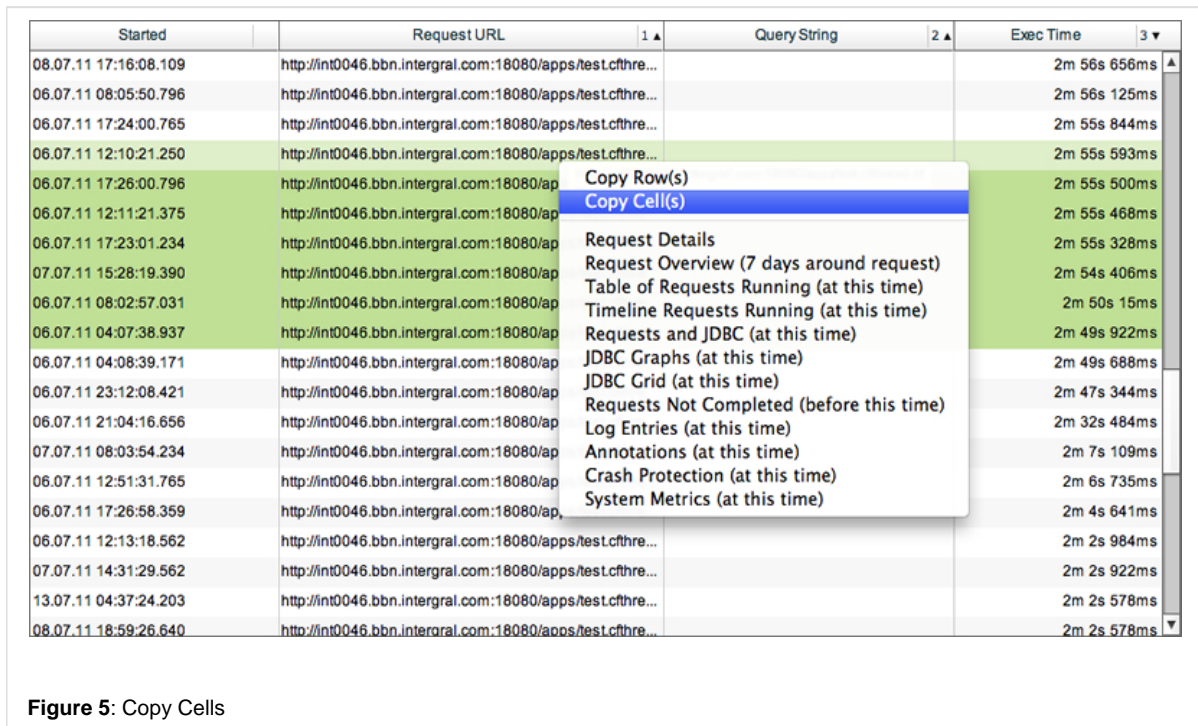 Started Request URL 1 ▲ Query String 2 ▲ Exec Time 3 ▼
08.07.11 17:16:08.109 http://int0046.bbn.intergral.com:18080/apps/test.cfthre... 2m 56s 656ms
06.07.11 08:05:50.796 http://int0046.bbn.intergral.com:18080/apps/test.cfthre... 2m 56s 125ms
06.07.11 17:24:00.765 http://int0046.bbn.intergral.com:18080/apps/test.cfthre... 2m 55s 844ms
06.07.11 12:10:21.250 http://int0046.bbn.intergral.com:18080/apps/test.cfthre... 2m 55s 593ms
06.07.11 17:26:00.796 http://int0046.bbn.intergral.com:18080/ap 2m 55s 500ms
06.07.11 12:11:21.375 http://int0046.bbn.intergral.com:18080/ap 2m 55s 468ms
06.07.11 17:23:01.234 http://int0046.bbn.intergral.com:18080/ap 2m 55s 328ms
07.07.11 15:28:19.390 http://int0046.bbn.intergral.com:18080/ap 2m 54s 406ms
06.07.11 08:02:57.031 http://int0046.bbn.intergral.com:18080/ap 2m 50s 15ms
06.07.11 04:07:38.937 http://int0046.bbn.intergral.com:18080/ap 2m 49s 922ms
06.07.11 04:08:39.171 http://int0046.bbn.intergral.com:18080/ap 2m 49s 688ms
06.07.11 23:12:08.421 http://int0046.bbn.intergral.com:18080/ap 2m 47s 344ms
06.07.11 21:04:16.656 http://int0046.bbn.intergral.com:18080/ap 2m 32s 484ms
07.07.11 08:03:54.234 http://int0046.bbn.intergral.com:18080/ap 2m 7s 109ms
06.07.11 12:51:31.765 http://int0046.bbn.intergral.com:18080/ap 2m 6s 735ms
06.07.11 17:26:58.359 http://int0046.bbn.intergral.com:18080/ap 2m 4s 641ms
06.07.11 12:13:18.562 http://int0046.bbn.intergral.com:18080/apps/test.cfthre... 2m 2s 984ms
07.07.11 14:31:29.562 http://int0046.bbn.intergral.com:18080/apps/test.cfthre... 2m 2s 922ms
13.07.11 04:37:24.203 http://int0046.bbn.intergral.com:18080/apps/test.cfthre... 2m 2s 578ms
08.07.11 18:59:26.640 http://int0046.bbn.intergral.com:18080/apps/test.cfthre... 2m 2s 578ms
Copy Row(s)
Copy Cell(s)
Request Details
Request Overview (7 days around request)
Table of Requests Running (at this time)
Timeline Requests Running (at this time)
Requests and JDBC (at this time)
JDBC Graphs (at this time)
JDBC Grid (at this time)
Requests Not Completed (before this time)
Log Entries (at this time)
Annotations (at this time)
Crash Protection (at this time)
System Metrics (at this time)
Figure 5: Copy Cells